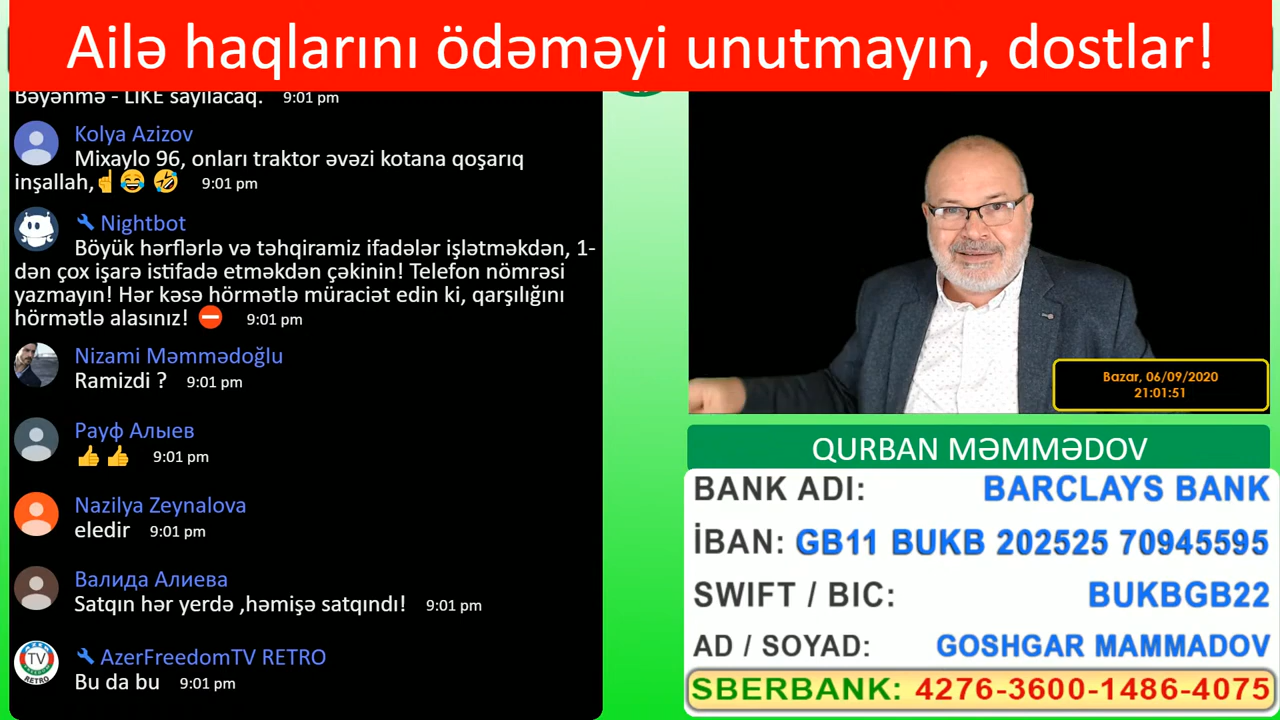 Ailə haqlarını ödəməyi unutmayın, dostlar!
Bəyənmə - LIKE sayılacaq. 9:01 pm
Kolya Azizov
Mixaylo 96, onları traktor əvəzi kotana qoşarıq
inşallah,☝😂 🤣 9:01 pm
Nightbot
Böyük hərflərlə və təhqiramiz ifadələr işlətməkdən, 1-
dən çox işarə istifadə etməkdən çəkinin! Telefon nömrəsi
yazmayın! Hər kəsə hörmətlə müraciət edin ki, qarşılığını
hörmətlə alasınız! ⛔ 9:01 pm
Nizami Məmmədoğlu
Ramizdi ? 9:01 pm
Рауф Алыев
👍 👍 9:01 pm
Nazilya Zeynalova
eledir 9:01 pm
Валида Алиева
Satqın hər yerdə ,həmişə satqındı! 9:01 pm
TV
RETRO
AzerFreedomTV RETRO
Bu da bu 9:01 pm
Bazar, 06/09/2020
21:01:51
QURBAN MƏMMƏDOV
BANK ADI: BARCLAYS BANK
İBAN: GB11 BUKB 202525 70945595
SWIFT / BIC: BUKBGB22
AD / SOYAD: GOSHGAR MAMMADOV
SBERBANK: 4276-3600-1486-4075